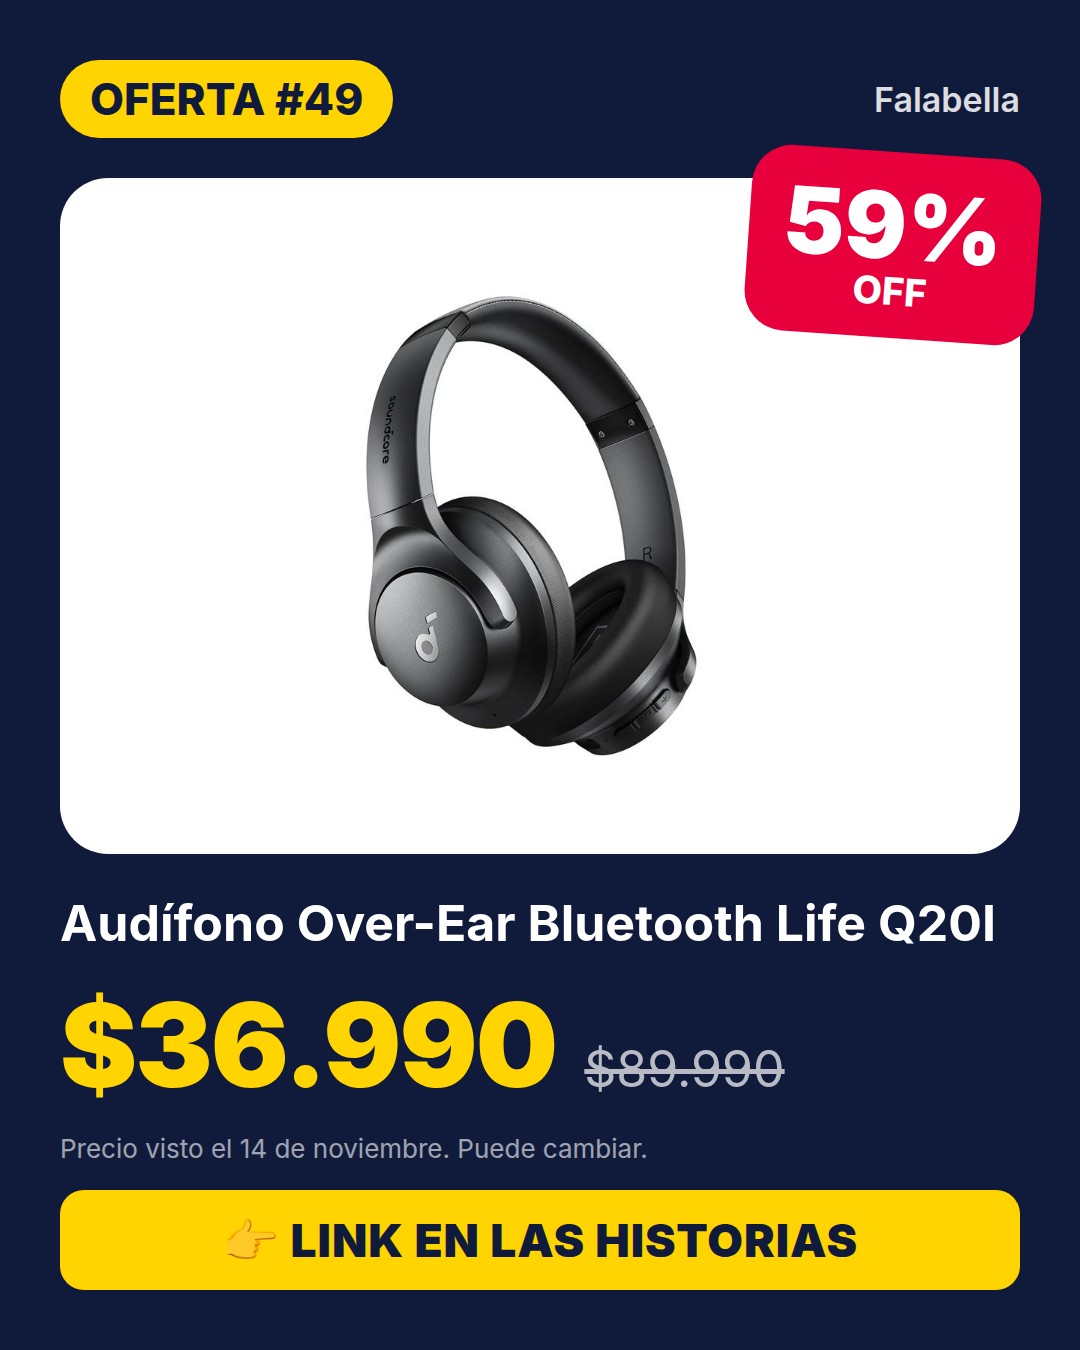 OFERTA #49
Falabella
59%
OFF
soundcore
R
Audífono Over-Ear Bluetooth Life Q20I
$36.990 $89.990
Precio visto el 14 de noviembre. Puede cambiar.
👉 LINK EN LAS HISTORIAS